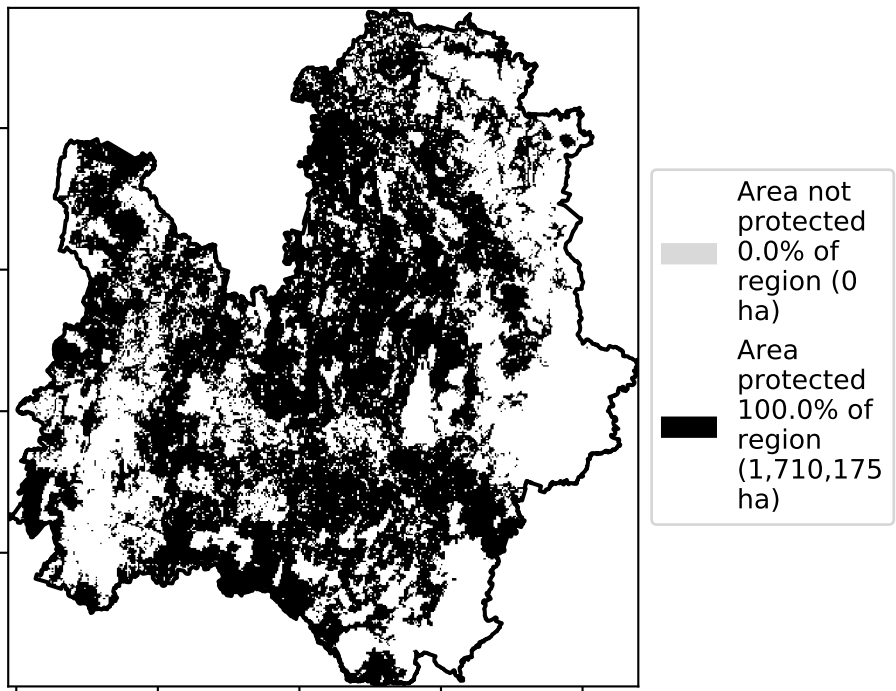 Area not
protected
0.0% of
region (0
ha)
Area
protected
100.0% of
region
(1,710,175
ha)